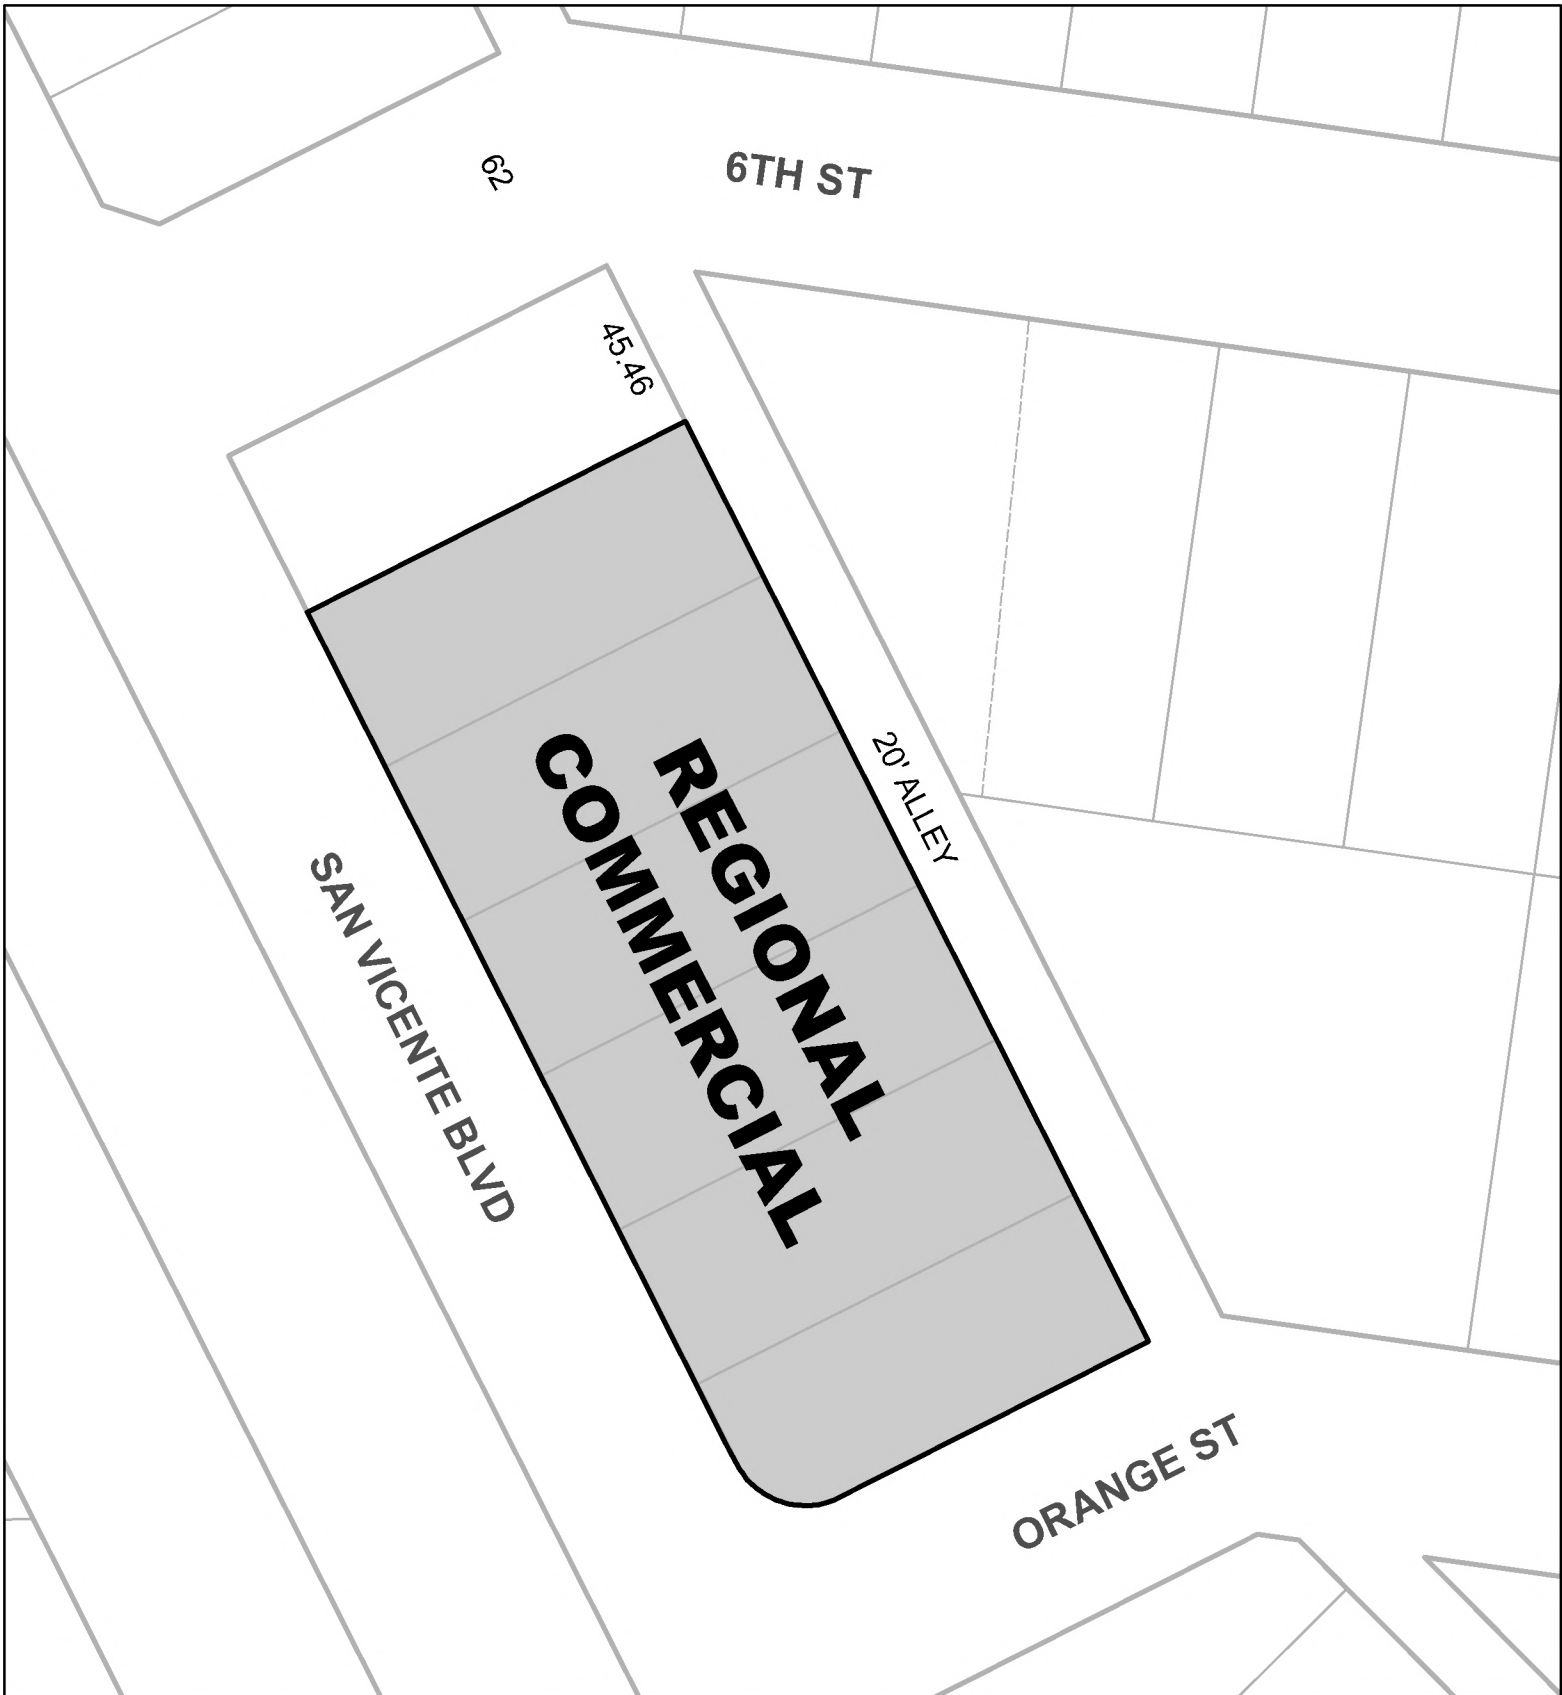 62
6TH ST
45.46
20' ALLEY
REGIONAL
COMMERCIAL
SAN VICENTE BLVD
ORANGE ST